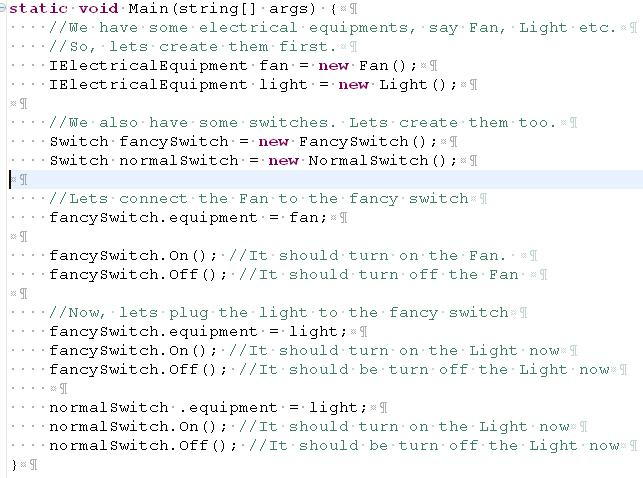 static void Main(string[] args) {
//We have some electrical equipments, say Fan, Light etc.
//So, lets create them first.
IElectricalEquipment fan = new Fan();
IElectricalEquipment light = new Light();
//We also have some switches. Lets create them too.
Switch fancySwitch = new FancySwitch();
Switch normalSwitch = new NormalSwitch();
//Lets connect the Fan to the fancy switch
fancySwitch.equipment = fan;
fancySwitch.On(); //It should turn on the Fan.
fancySwitch.Off(); //It should turn off the Fan
//Now, lets plug the light to the fancy switch
fancySwitch.equipment = light;
fancySwitch.On(); //It should turn on the Light now
fancySwitch.Off(); //It should be turn off the Light now
normalSwitch .equipment = light;
normalSwitch.On(); //It should turn on the Light now
normalSwitch.Off(); //It should be turn off the Light now
}